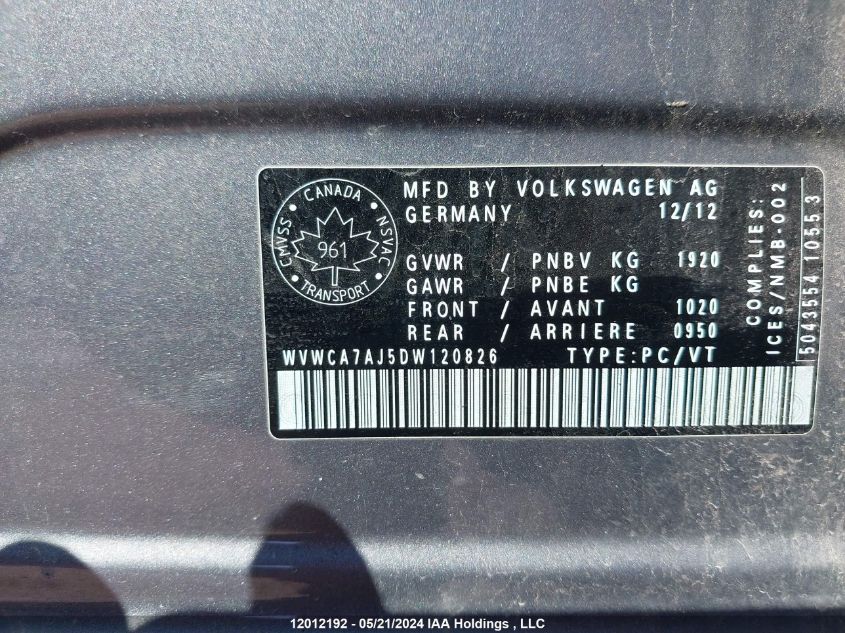 CANADA
CMVSS
NSVAC
961
TRANSPORT
MFD BY VOLKSWAGEN AG
GERMANY 12/12
GVWR / PNBV KG 1920
GAWR / PNBE KG
FRONT / AVANT 1020
REAR / ARRIERE 0950
WVWCA7AJ5DW120826 TYPE:PC/VT
COMPLIES:
ICES/NMB-002
5043554 1055.3
12012192 - 05/21/2024 IAA Holdings , LLC